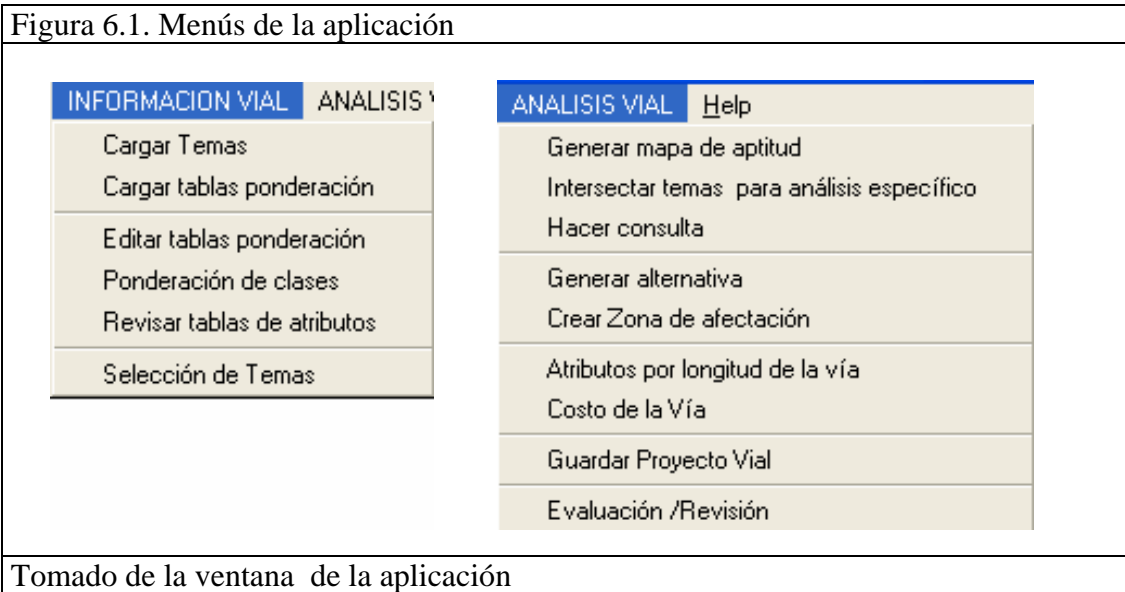 Figura 6.1. Menús de la aplicación
INFORMACION VIAL ANALISIS
Cargar Temas
Cargar tablas ponderación
Editar tablas ponderación
Ponderación de clases
Revisar tablas de atributos
Selección de Temas
ANALISIS VIAL Help
Generar mapa de aptitud
Intersectar temas  para análisis específico
Hacer consulta
Generar alternativa
Crear Zona de afectación
Atributos por longitud de la vía
Costo de la Vía
Guardar Proyecto Vial
Evaluación /Revisión
Tomado de la ventana  de la aplicación